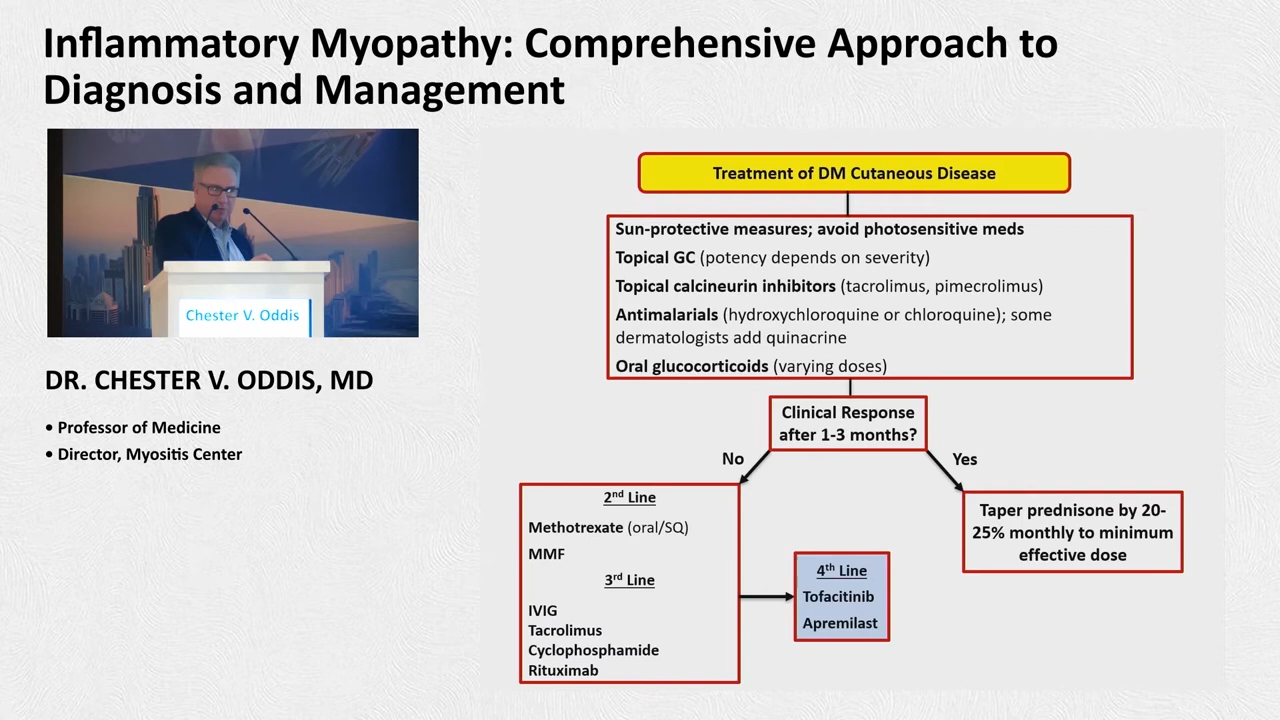 Inflammatory Myopathy: Comprehensive Approach to
Diagnosis and Management
Chester V. Oddis
DR. CHESTER V. ODDIS, MD
• Professor of Medicine
• Director, Myositis Center
Treatment of DM Cutaneous Disease
Sun-protective measures; avoid photosensitive meds
Topical GC (potency depends on severity)
Topical calcineurin inhibitors (tacrolimus, pimecrolimus)
Antimalarials (hydroxychloroquine or chloroquine); some
dermatologists add quinacrine
Oral glucocorticoids (varying doses)
Clinical Response
after 1-3 months?
No
Yes
2nd Line
Methotrexate (oral/SQ)
MMF
3rd Line
IVIG
Tacrolimus
Cyclophosphamide
Rituximab
4th Line
Tofacitinib
Apremilast
Taper prednisone by 20-
25% monthly to minimum
effective dose